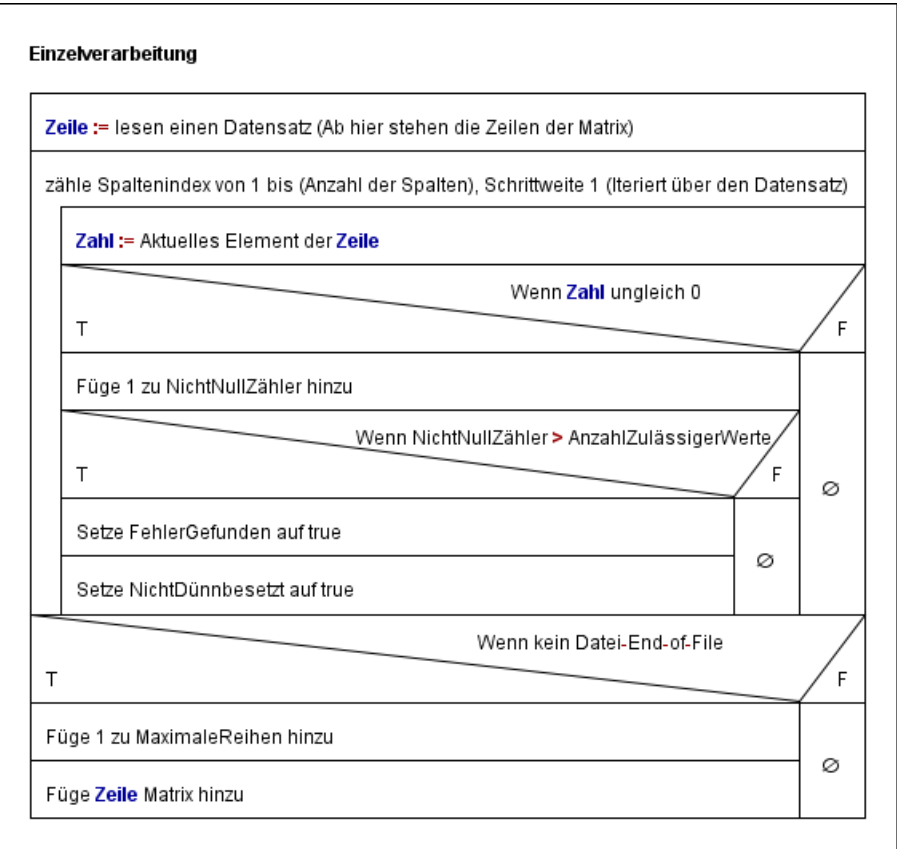 Einzelverarbeitung
Zeile := lesen einen Datensatz (Ab hier stehen die Zeilen der Matrix)
zähle Spaltenindex von 1 bis (Anzahl der Spalten), Schrittweite 1 (Iteriert über den Datensatz)
Zahl := Aktuelles Element der Zeile
Wenn Zahl ungleich 0
T F
Füge 1 zu NichtNullZähler hinzu
Wenn NichtNullZähler > AnzahlZulässigerWerte
T F
∅
Setze FehlerGefunden auf true
∅
Setze NichtDünnbesetzt auf true
Wenn kein Datei-End-of-File
T F
Füge 1 zu MaximaleReihen hinzu
∅
Füge Zeile Matrix hinzu